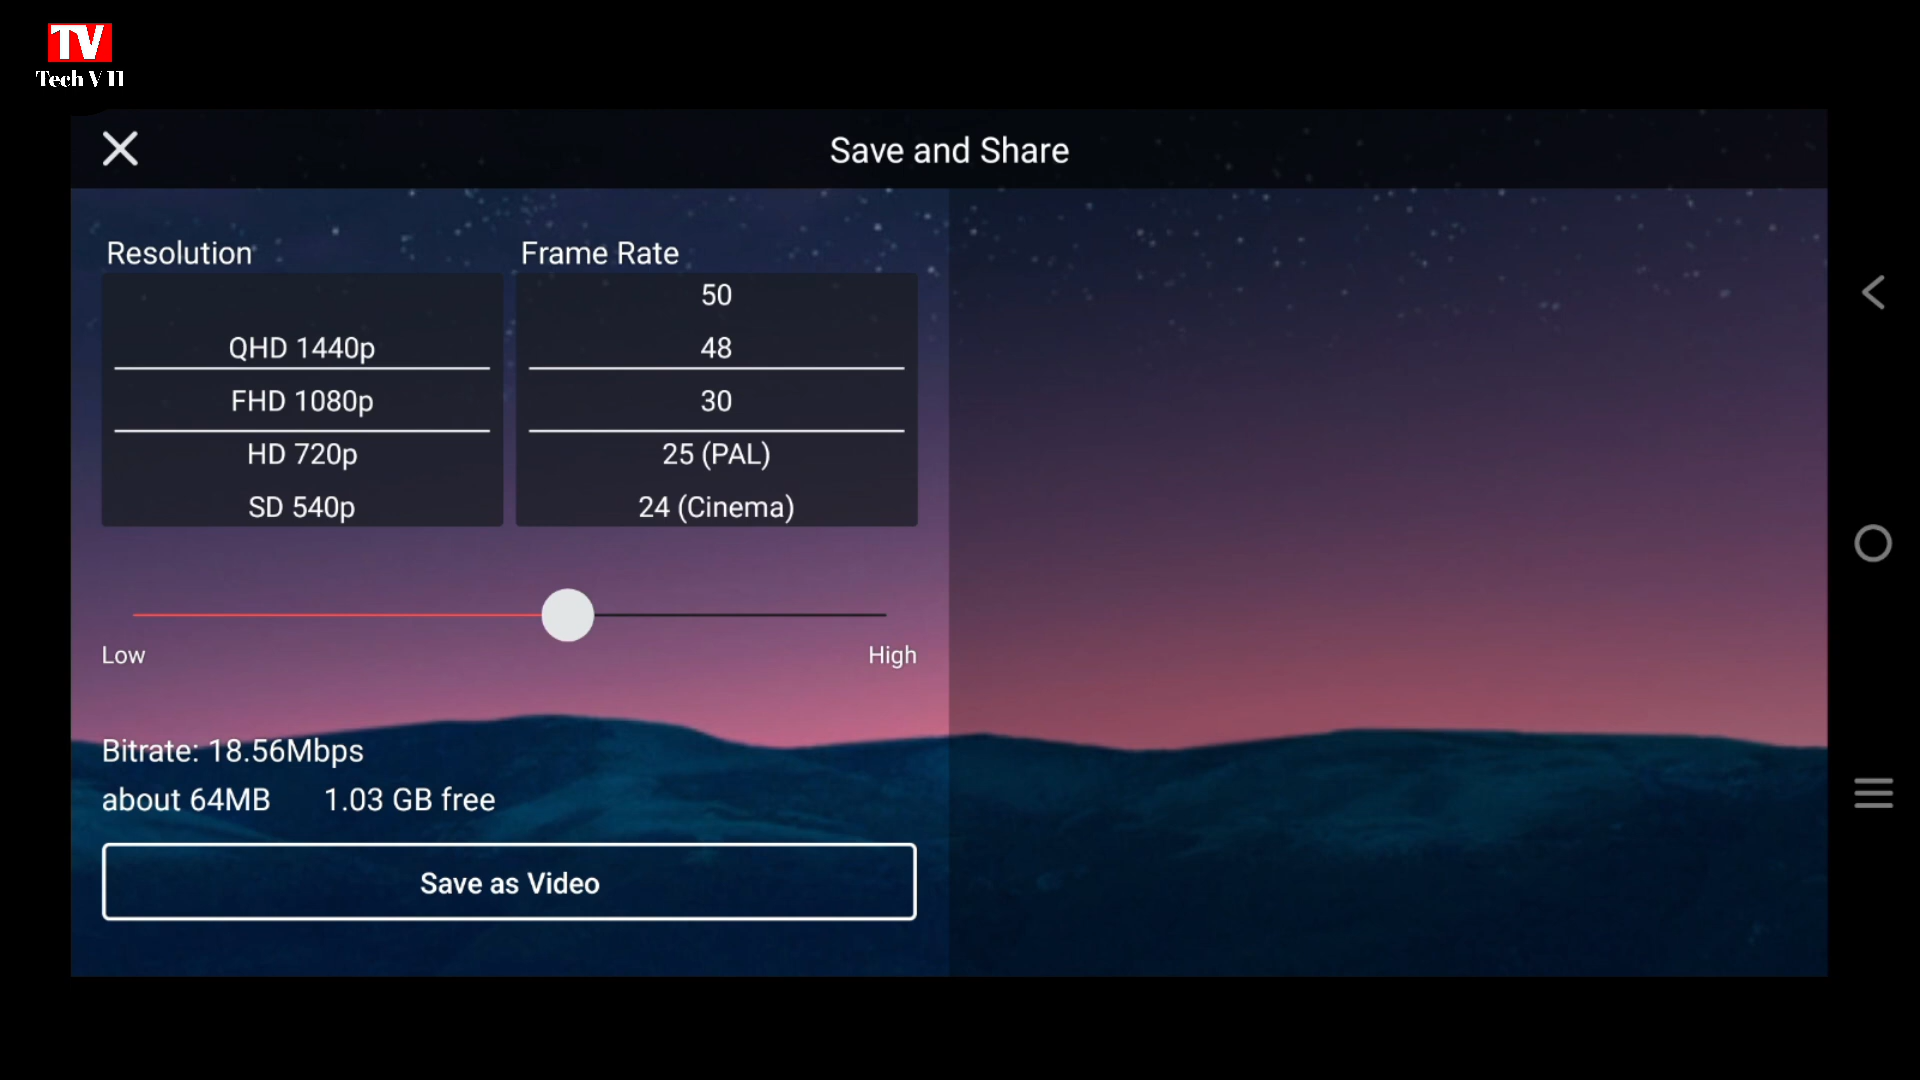 TV
Tech V II
Save and Share
Resolution
Frame Rate
QHD 1440p
FHD 1080p
HD 720p
SD 540p
50
48
30
25 (PAL)
24 (Cinema)
Low
High
Bitrate: 18.56Mbps
about 64MB 1.03 GB free
Save as Video